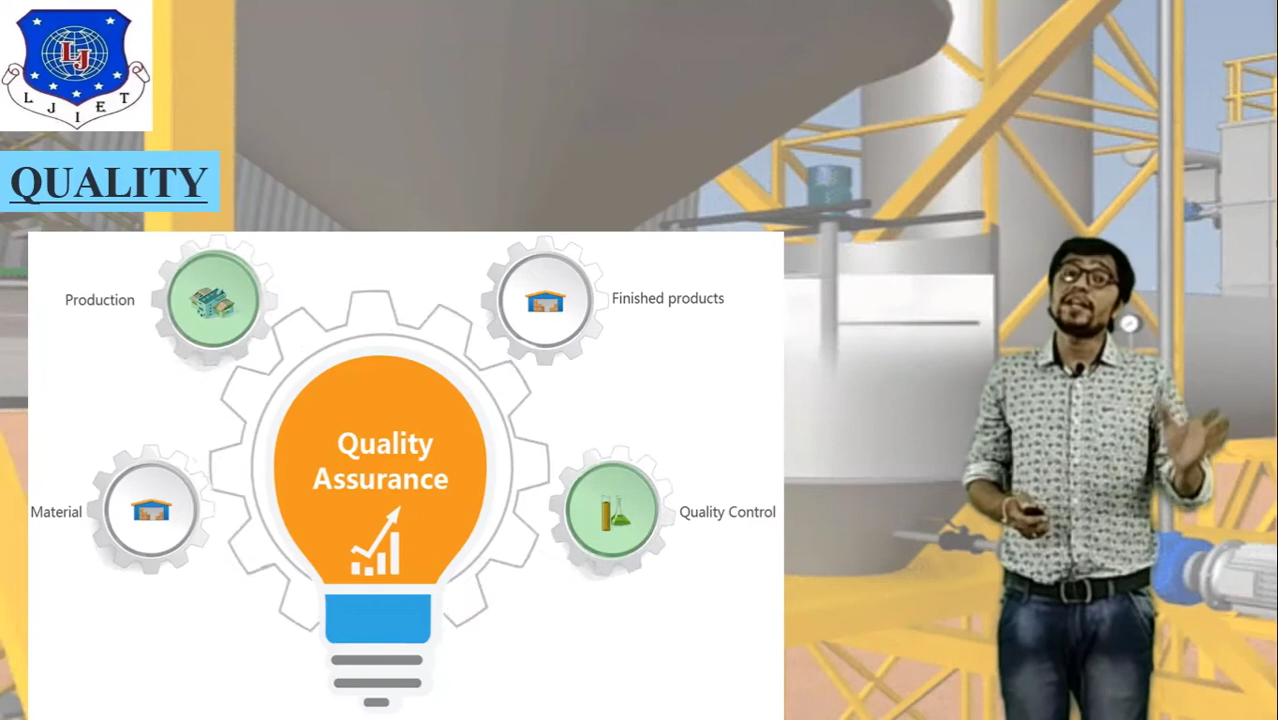 LJ
L J I E T
QUALITY
Production
Finished products
Quality
Assurance
Material
Quality Control